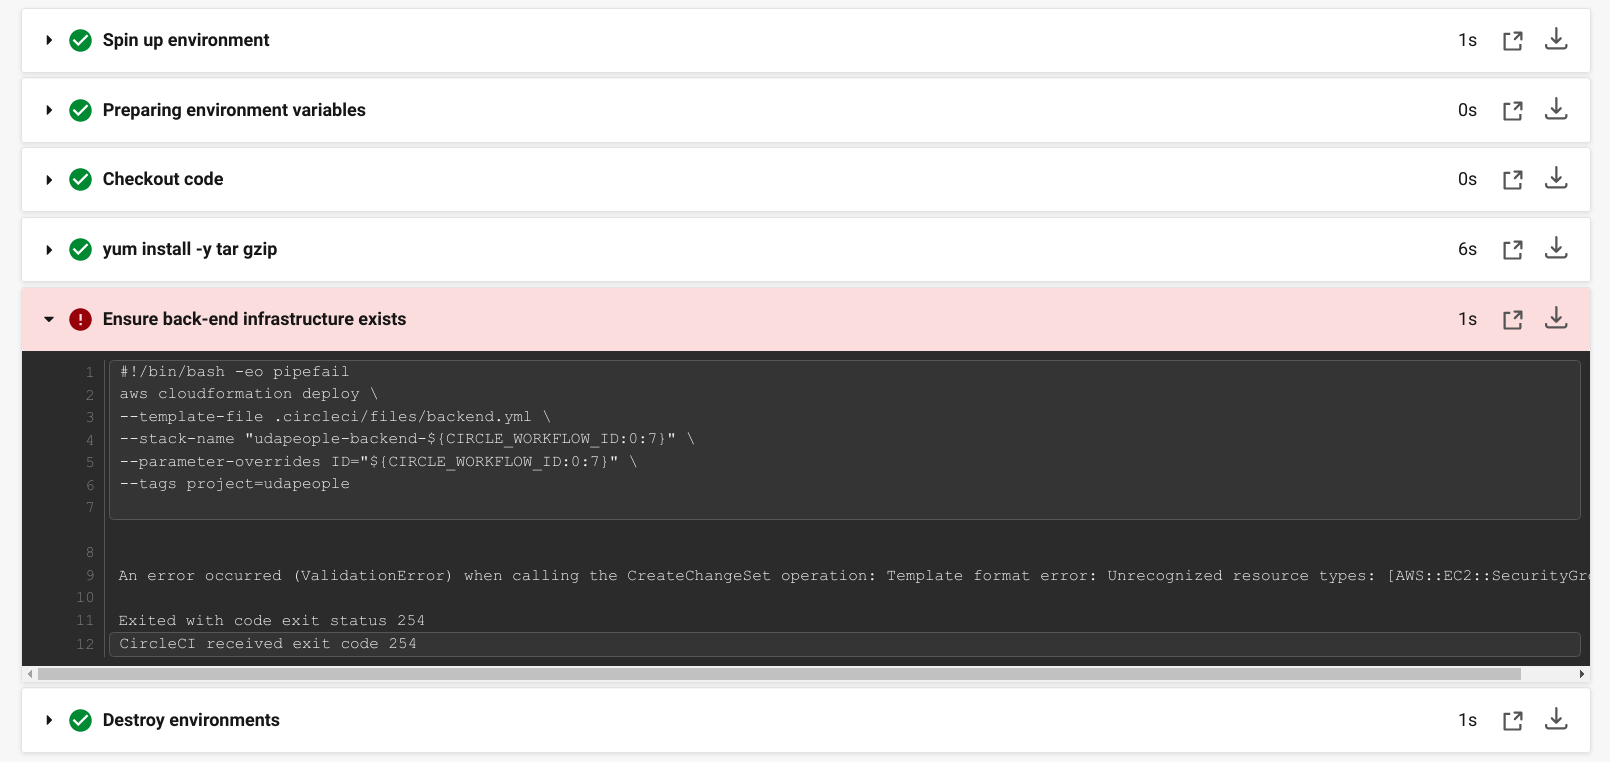 Spin up environment 1s
Preparing environment variables 0s
Checkout code 0s
yum install -y tar gzip 6s
Ensure back-end infrastructure exists 1s
1 #!/bin/bash -eo pipefail
2 aws cloudformation deploy \
3 --template-file .circleci/files/backend.yml \
4 --stack-name "udapeople-backend-${CIRCLE_WORKFLOW_ID:0:7}" \
5 --parameter-overrides ID="${CIRCLE_WORKFLOW_ID:0:7}" \
6 --tags project=udapeople
7
8
9 An error occurred (ValidationError) when calling the CreateChangeSet operation: Template format error: Unrecognized resource types: [AWS::EC2::SecurityGro
10
11 Exited with code exit status 254
12 CircleCI received exit code 254
Destroy environments 1s